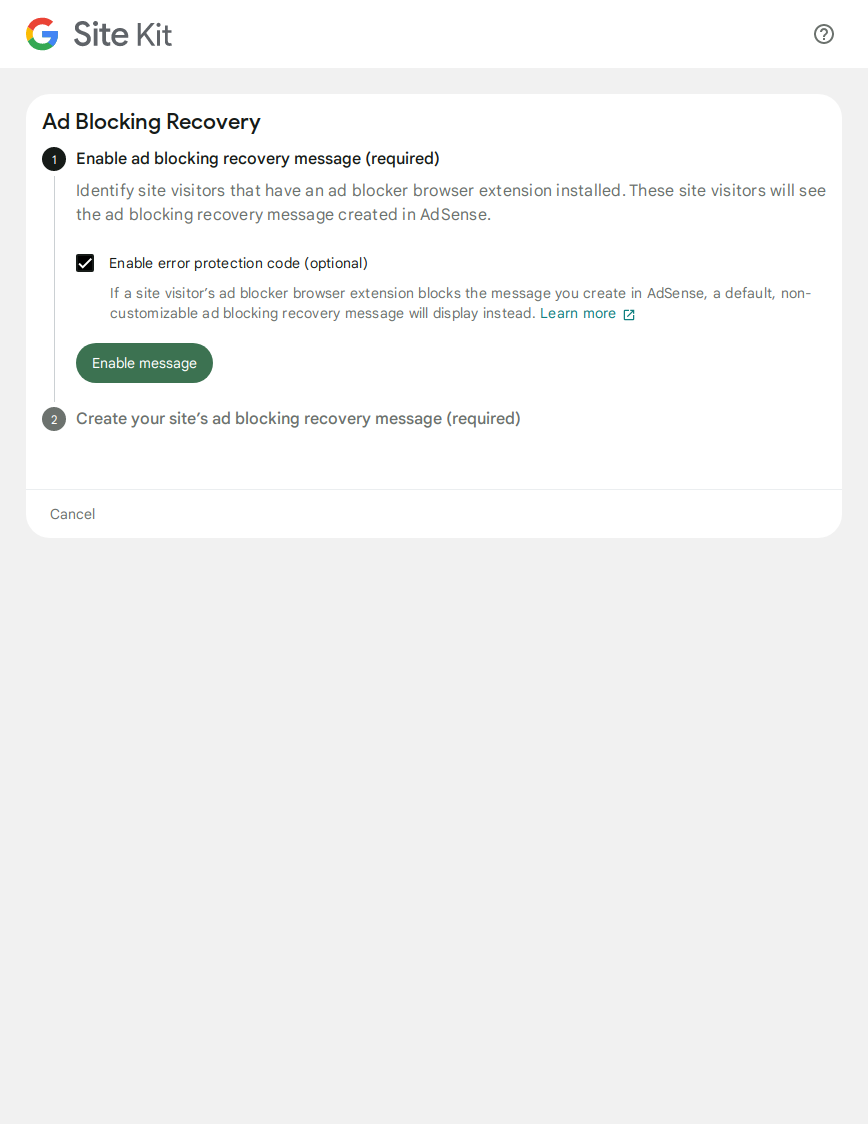 Site Kit
Ad Blocking Recovery
1 Enable ad blocking recovery message (required)
Identify site visitors that have an ad blocker browser extension installed. These site visitors will see
the ad blocking recovery message created in AdSense.
Enable error protection code (optional)
If a site visitor’s ad blocker browser extension blocks the message you create in AdSense, a default, non-
customizable ad blocking recovery message will display instead. Learn more
Enable message
2 Create your site’s ad blocking recovery message (required)
Cancel